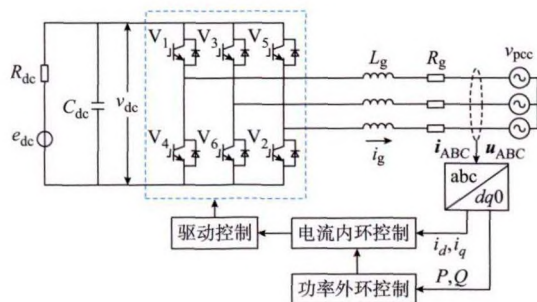 V₁ V₃ V₅
L_g R_g v_pcc
R_dc
C_dc v_dc
e_dc
V₄ V₆ V₂
i_g
i_ABC u_ABC
abc
dq0
驱动控制 电流内环控制 i_d, i_q
功率外环控制 P, Q